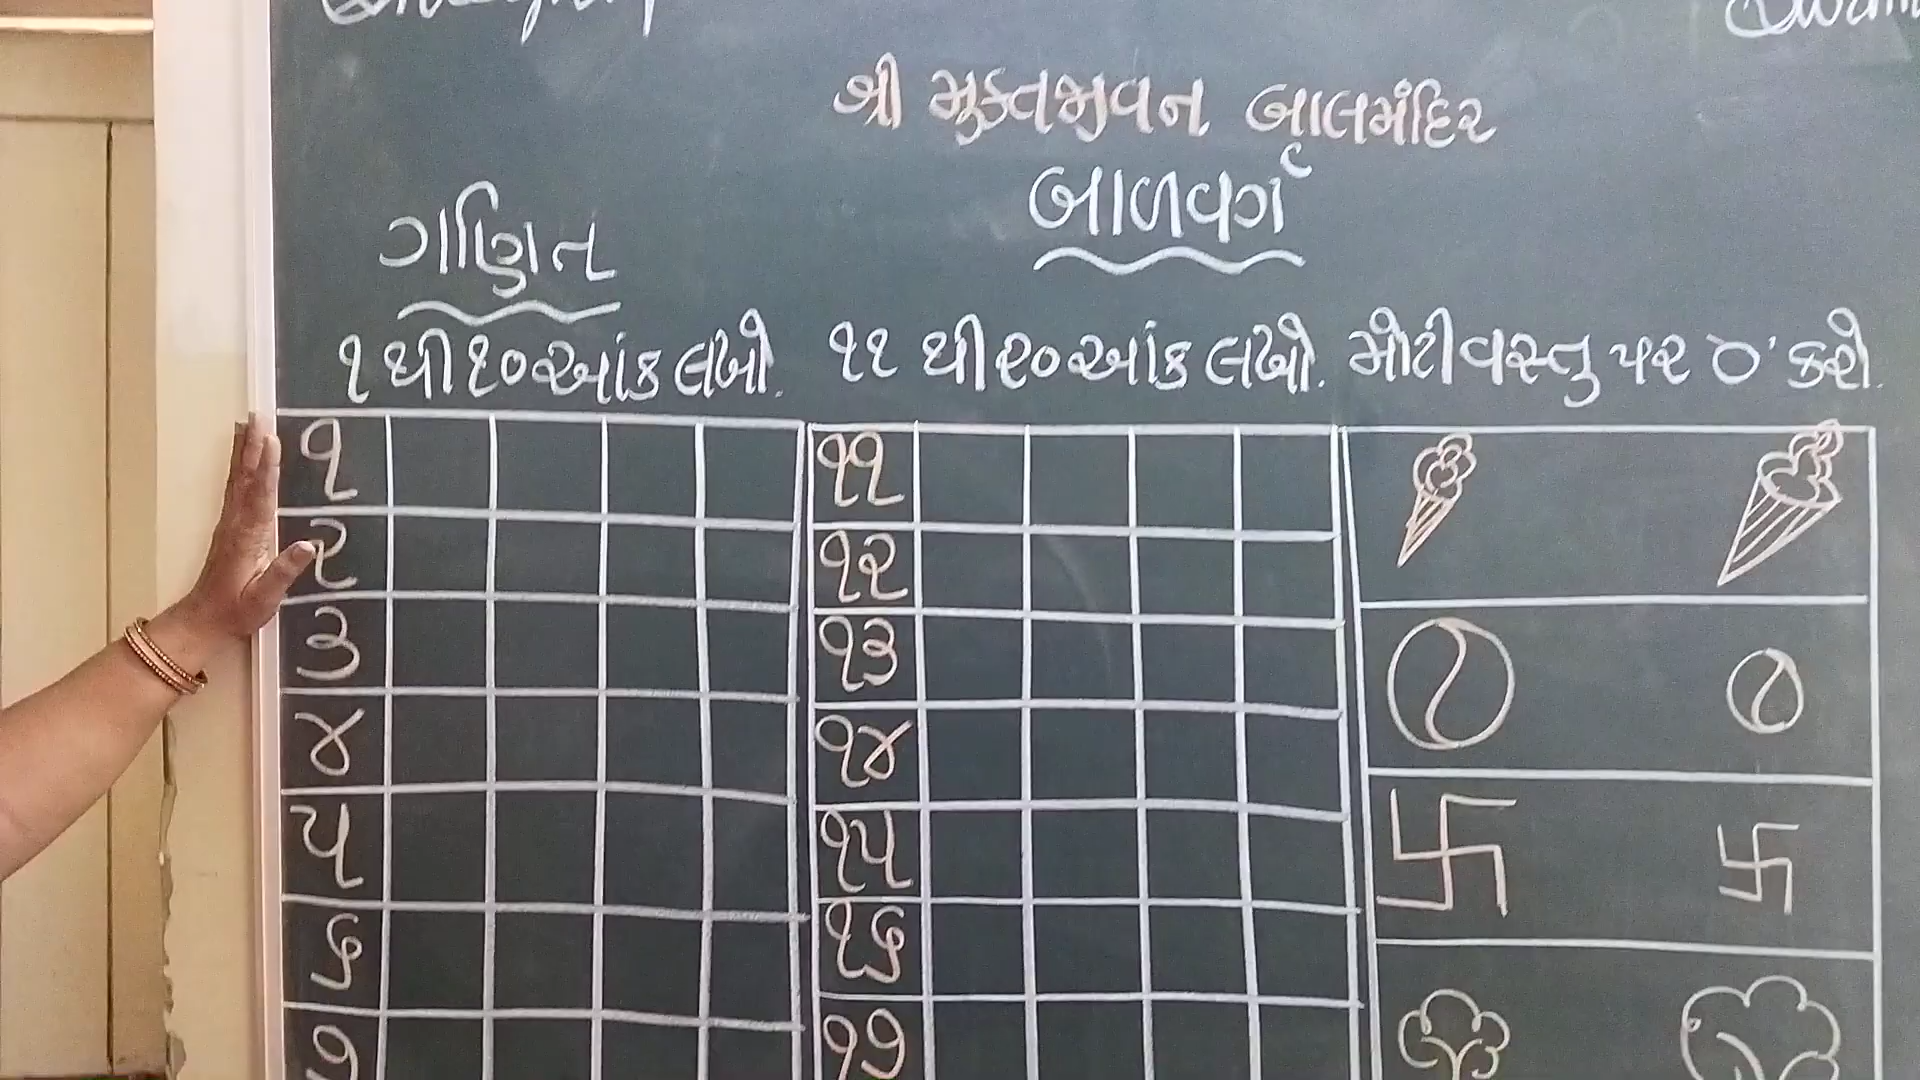 શ્રી મુક્તજીવન બાલમંદિર
બાળવર્ગ
ગણિત
૧ થી ૧૦ આંક લખો. ૧૧ થી ૨૦ આંક લખો. મોટી વસ્તુ પર ૦' કરો.
૧ ૧૧
૨ ૧૨
૩ ૧૩
૪ ૧૪
૫ ૧૫
૬ ૧૬
૭ ૧૭